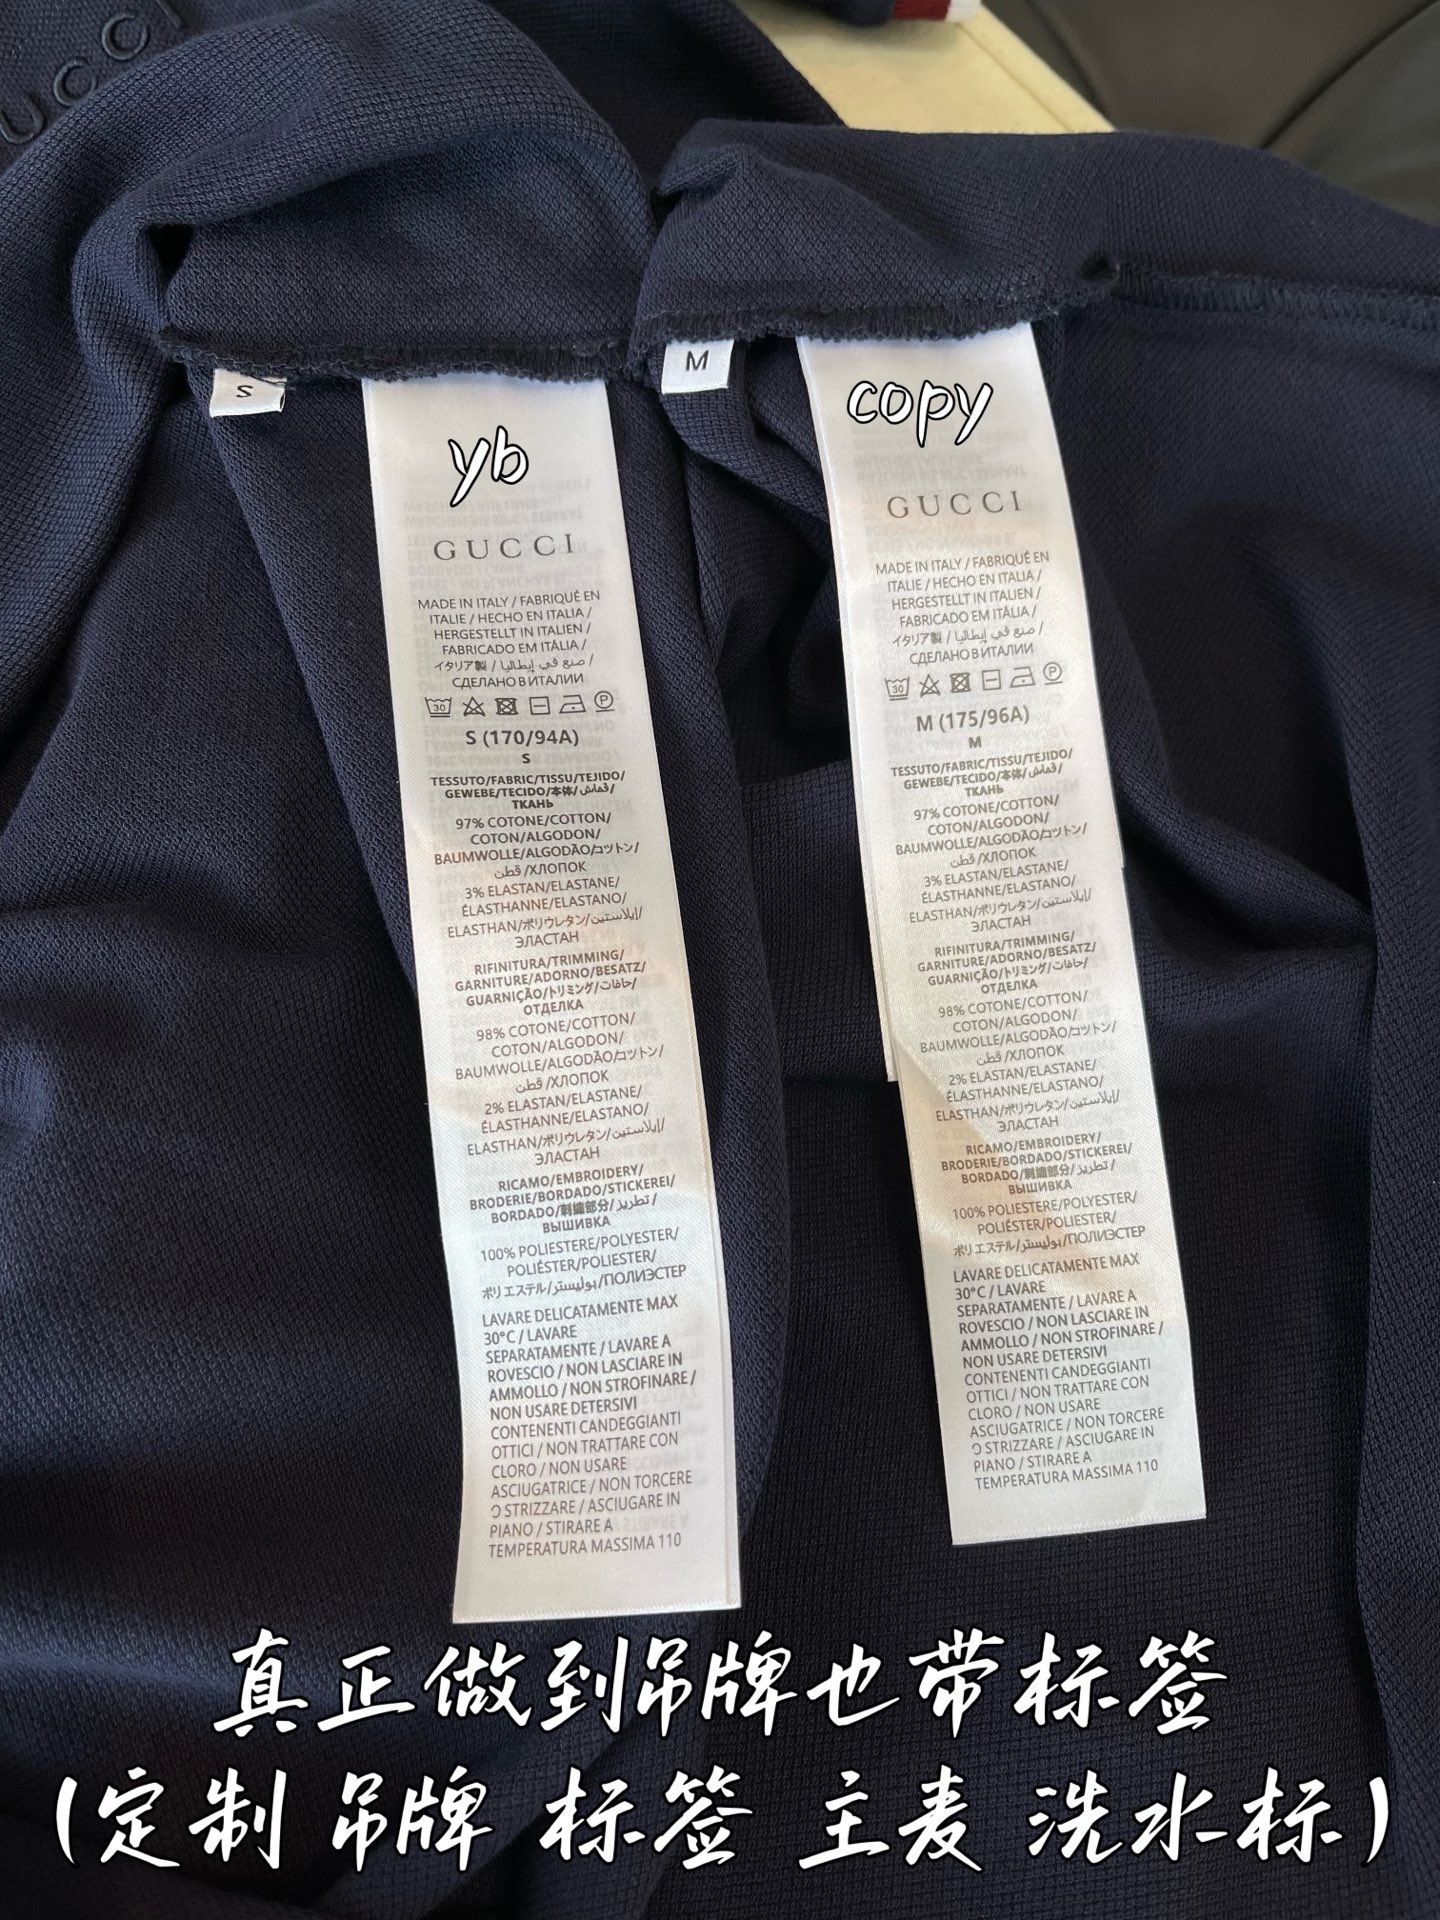 UCCI
S
yb
GUCCI
MADE IN ITALY / FABRIQUÉ EN
ITALIE / HECHO EN ITALIA /
HERGESTELLT IN ITALIEN /
FABRICADO EM ITÁLIA /
イタリア製 / صنع في إيطاليا /
СДЕЛАНО В ИТАЛИИ
30
P
S (170/94A)
S
TESSUTO/FABRIC/TISSU/TEJIDO/
GEWEBE/TECIDO/本体/قماش/
ТКАНЬ
97% COTONE/COTTON/
COTON/ALGODON/
BAUMWOLLE/ALGODÃO/コットン/
قطن /ХЛОПОК
3% ELASTAN/ELASTANE/
ÉLASTHANNE/ELASTANO/
ELASTHAN/ポリウレタン/إيلاستين/
ЭЛАСТАН
RIFINITURA/TRIMMING/
GARNITURE/ADORNO/BESATZ/
GUARNIÇÃO/トリミング/حافات/
ОТДЕЛКА
98% COTONE/COTTON/
COTON/ALGODON/
BAUMWOLLE/ALGODÃO/コットン/
قطن /ХЛОПОК
2% ELASTAN/ELASTANE/
ÉLASTHANNE/ELASTANO/
ELASTHAN/ポリウレタン/إيلاستين/
ЭЛАСТАН
RICAMO/EMBROIDERY/
BRODERIE/BORDADO/STICKEREI/
BORDADO/刺繍部分/تطريز/
ВЫШИВКА
100% POLIESTERE/POLYESTER/
POLIÉSTER/POLIESTER/
ポリエステル/بوليستر/ПОЛИЭСТЕР
LAVARE DELICATAMENTE MAX
30°C / LAVARE
SEPARATAMENTE / LAVARE A
ROVESCIO / NON LASCIARE IN
AMMOLLO / NON STROFINARE /
NON USARE DETERSIVI
CONTENENTI CANDEGGIANTI
OTTICI / NON TRATTARE CON
CLORO / NON USARE
ASCIUGATRICE / NON TORCERE
O STRIZZARE / ASCIUGARE IN
PIANO / STIRARE A
TEMPERATURA MASSIMA 110
M
copy
GUCCI
MADE IN ITALY / FABRIQUÉ EN
ITALIE / HECHO EN ITALIA /
HERGESTELLT IN ITALIEN /
FABRICADO EM ITÁLIA /
イタリア製 / صنع في إيطاليا /
СДЕЛАНО В ИТАЛИИ
30
P
M (175/96A)
M
TESSUTO/FABRIC/TISSU/TEJIDO/
GEWEBE/TECIDO/本体/قماش/
ТКАНЬ
97% COTONE/COTTON/
COTON/ALGODON/
BAUMWOLLE/ALGODÃO/コットン/
قطن /ХЛОПОК
3% ELASTAN/ELASTANE/
ÉLASTHANNE/ELASTANO/
ELASTHAN/ポリウレタン/إيلاستين/
ЭЛАСТАН
RIFINITURA/TRIMMING/
GARNITURE/ADORNO/BESATZ/
GUARNIÇÃO/トリミング/حافات/
ОТДЕЛКА
98% COTONE/COTTON/
COTON/ALGODON/
BAUMWOLLE/ALGODÃO/コットン/
قطن /ХЛОПОК
2% ELASTAN/ELASTANE/
ÉLASTHANNE/ELASTANO/
ELASTHAN/ポリウレタン/إيلاستين/
ЭЛАСТАН
RICAMO/EMBROIDERY/
BRODERIE/BORDADO/STICKEREI/
BORDADO/刺繍部分/تطريز/
ВЫШИВКА
100% POLIESTERE/POLYESTER/
POLIÉSTER/POLIESTER/
ポリエステル/بوليستر/ПОЛИЭСТЕР
LAVARE DELICATAMENTE MAX
30°C / LAVARE
SEPARATAMENTE / LAVARE A
ROVESCIO / NON LASCIARE IN
AMMOLLO / NON STROFINARE /
NON USARE DETERSIVI
CONTENENTI CANDEGGIANTI
OTTICI / NON TRATTARE CON
CLORO / NON USARE
ASCIUGATRICE / NON TORCERE
O STRIZZARE / ASCIUGARE IN
PIANO / STIRARE A
TEMPERATURA MASSIMA 110
真正做到吊牌也带标签
(定制 吊牌 标签 主麦 洗水标)